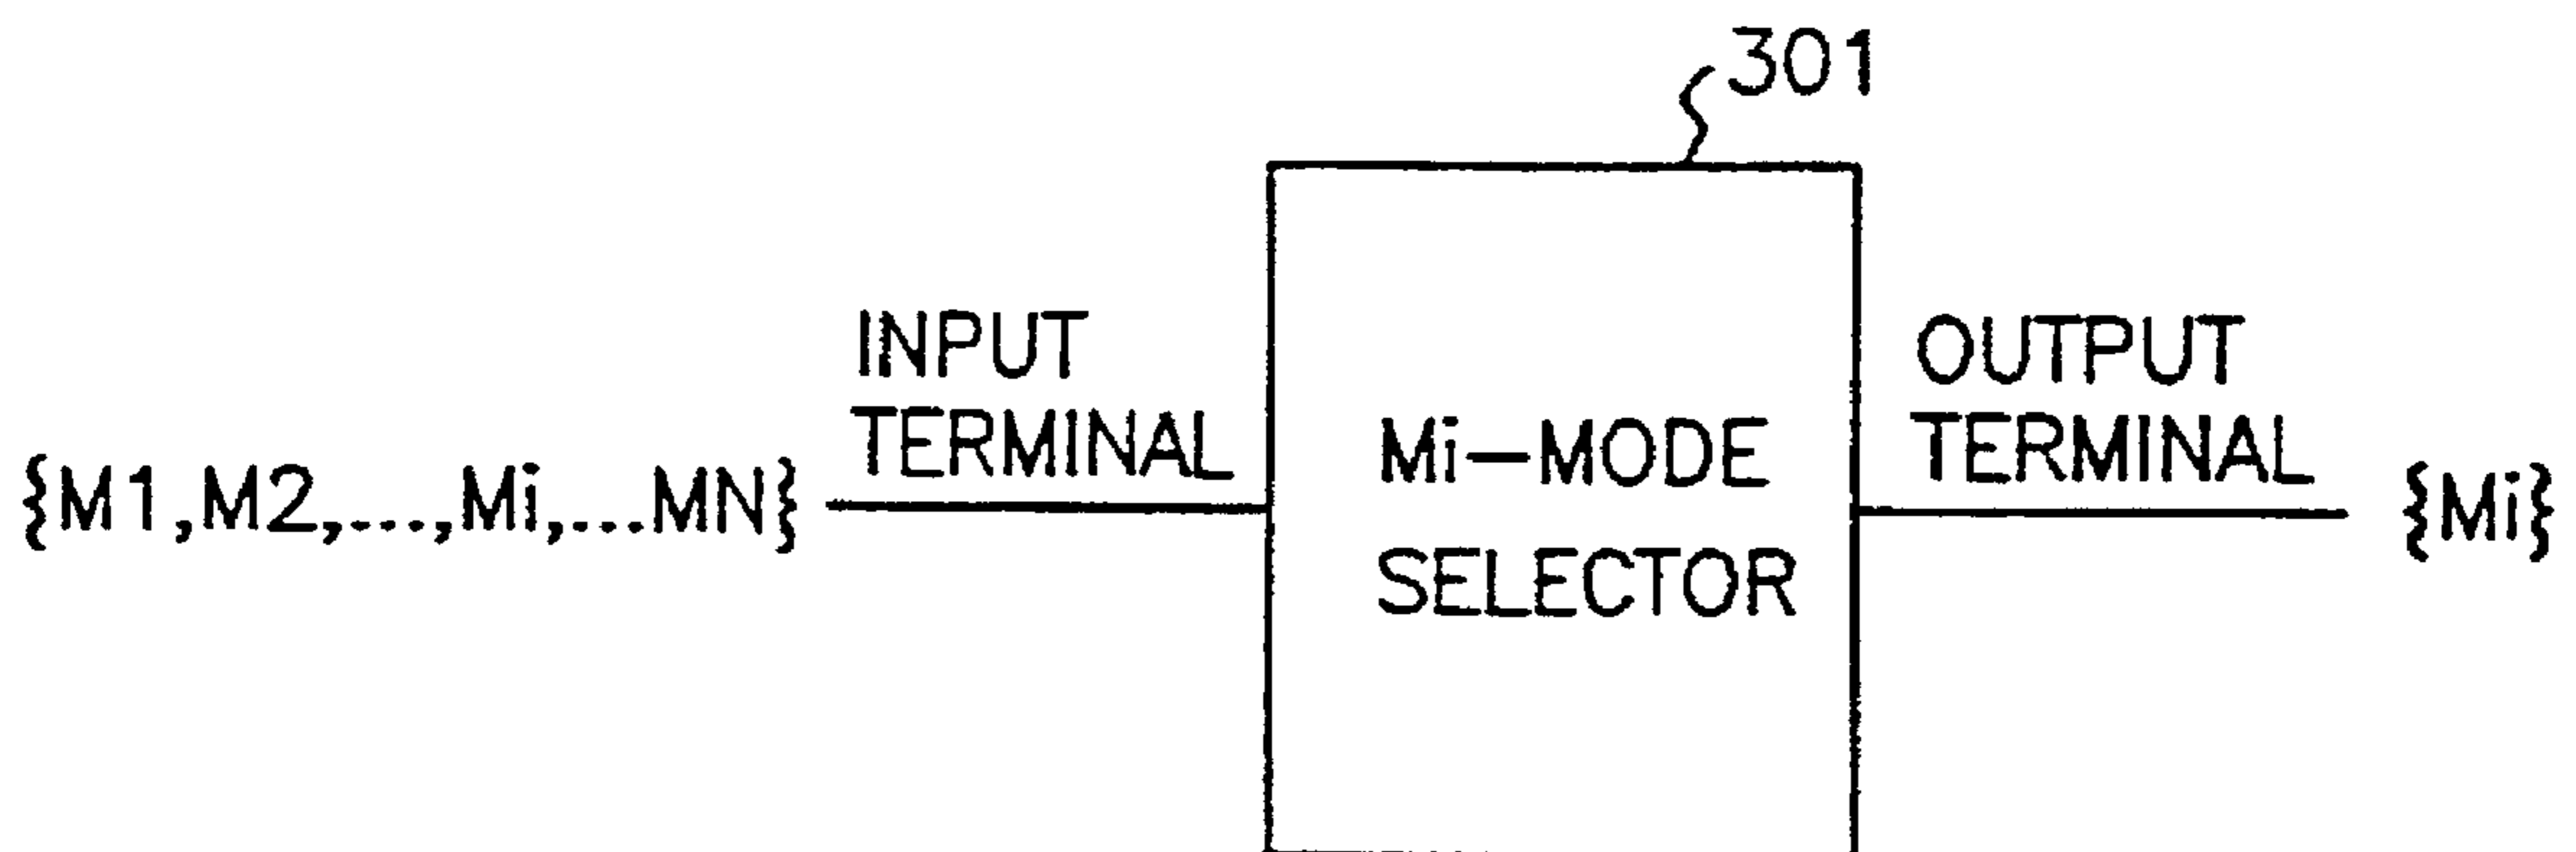 301
INPUT
TERMINAL
{M1,M2,...,Mi,...MN}
Mi-MODE
SELECTOR
OUTPUT
TERMINAL
{Mi}